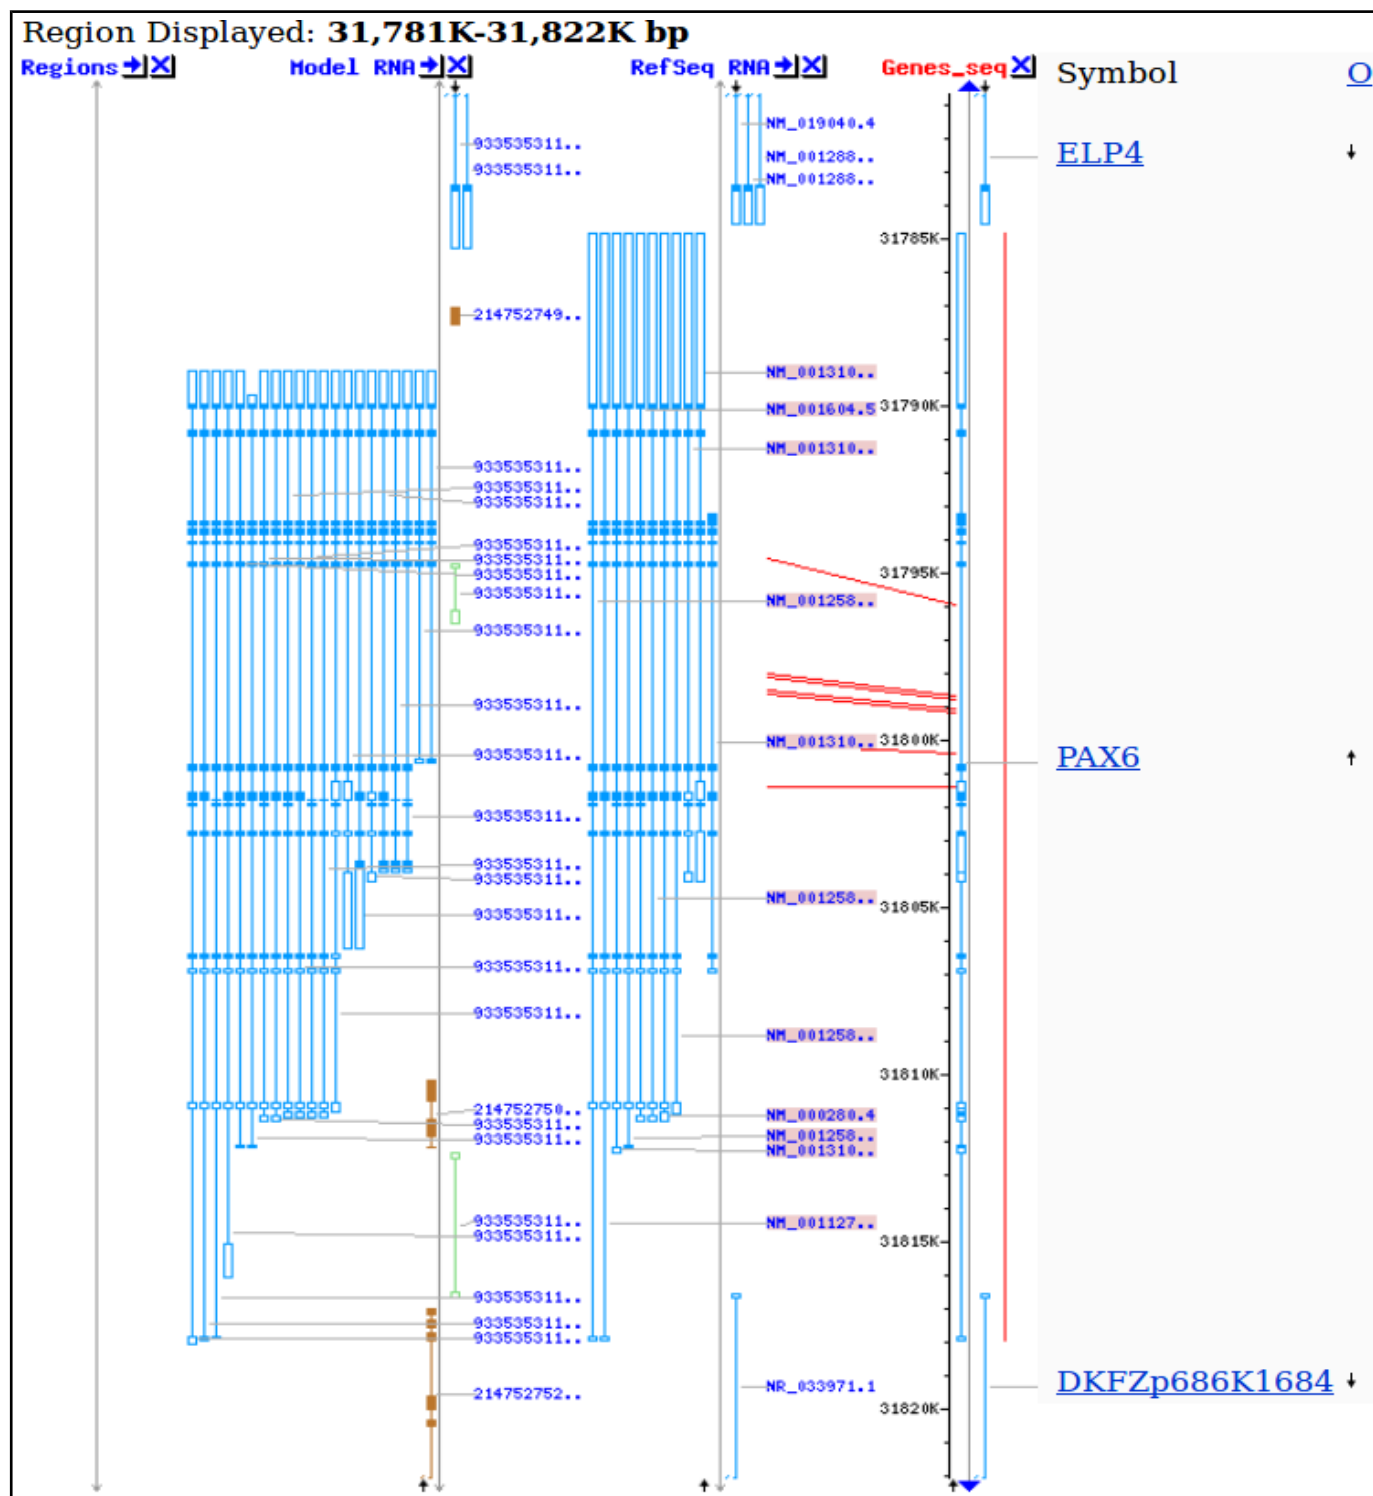 Region Displayed: 31,781K-31,822K bp
Regions Model RNA RefSeq RNA Genes_seq Symbol O
NM_019040.4
933535311.. ELP4
NM_001288..
933535311..
NM_001288..
31785K
214752749..
NM_001310..
NM_001604.5 31790K
NM_001310..
933535311..
933535311..
933535311..
933535311..
933535311..
933535311.. 31795K
933535311.. NM_001258..
933535311..
933535311..
NM_001310.. 31800K
933535311.. PAX6
933535311..
933535311..
933535311..
NM_001258.. 31805K
933535311..
933535311..
933535311..
NM_001258..
31810K
214752750.. NM_000280.4
933535311..
933535311.. NM_001258..
NM_001310..
933535311.. NM_001127..
933535311.. 31815K
933535311..
933535311..
933535311..
NR_033971.1 DKFZp686K1684
214752752..
31820K